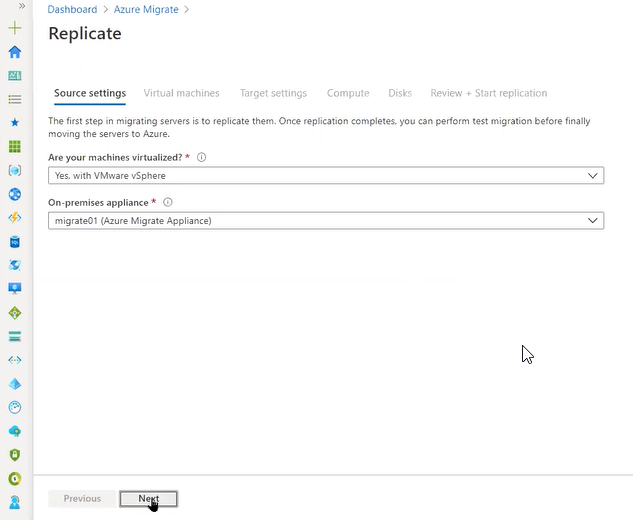 Dashboard > Azure Migrate >
Replicate
Source settings Virtual machines Target settings Compute Disks Review + Start replication
The first step in migrating servers is to replicate them. Once replication completes, you can perform test migration before finally
moving the servers to Azure.
Are your machines virtualized? *
Yes, with VMware vSphere
On-premises appliance *
migrate01 (Azure Migrate Appliance)
Previous Next